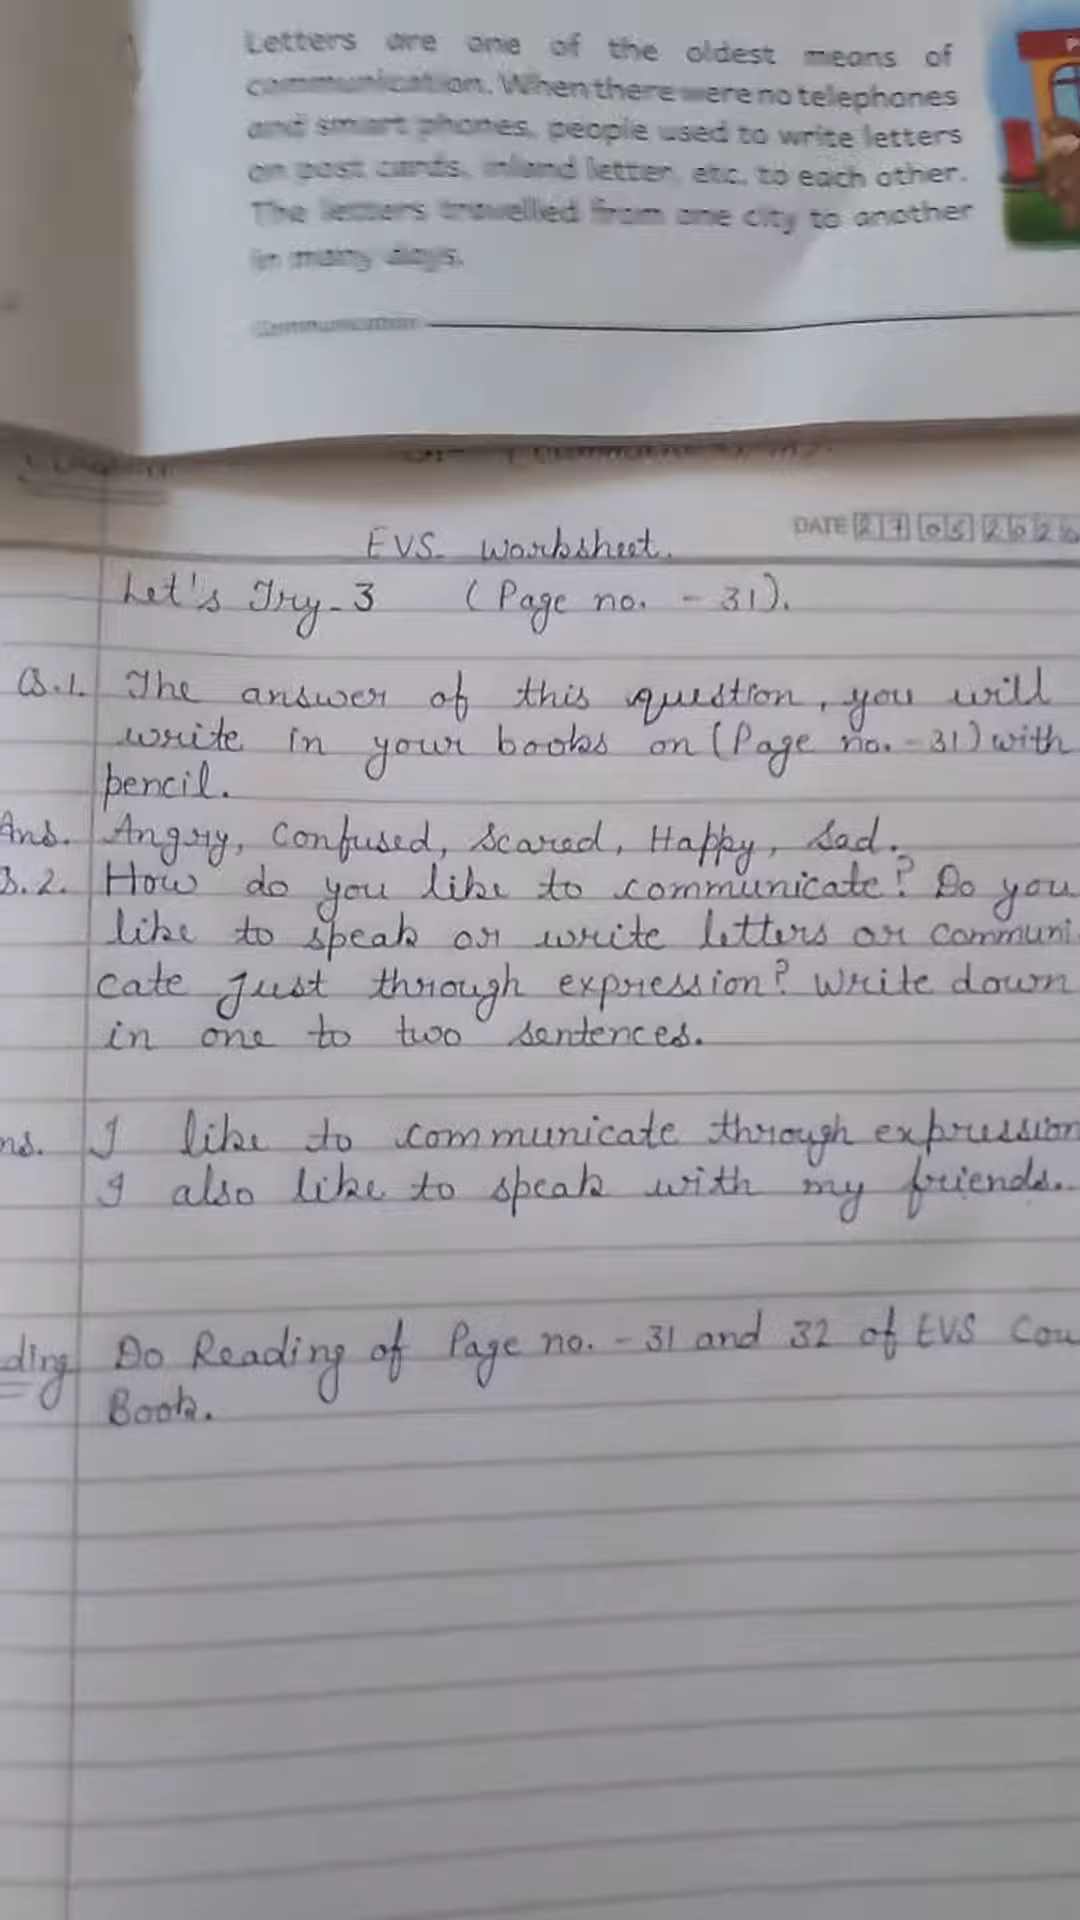 Letters are one of the oldest means of
communication. When there were no telephones
and smart phones, people used to write letters
on post cards, inland letter, etc. to each other.
The letters travelled from one city to another
in many days.
Communication
DATE 27 05 2020
EVS. Worksheet.
Let's Try-3 (Page no. - 31).
Q.1. The answer of this question, you will
write in your books on (Page no. - 31) with
pencil.
Ans. Angry, Confused, Scared, Happy, Sad.
Q.2. How do you like to communicate? Do you
like to speak or write letters or communi
cate just through expression? Write down
in one to two sentences.
ns. I like to communicate through expression
I also like to speak with my friends.
ding Do Reading of Page no. - 31 and 32 of EVS Cou
Book.